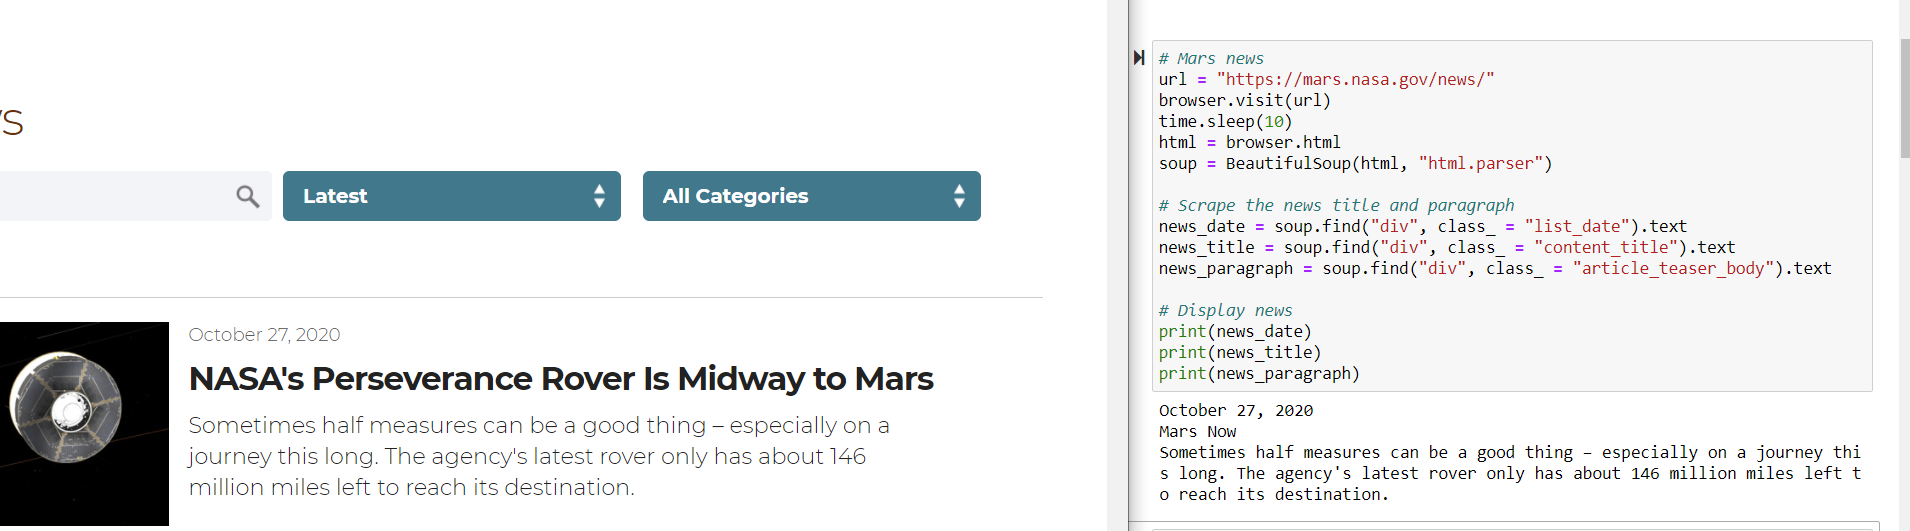 Latest
All Categories
October 27, 2020
NASA's Perseverance Rover Is Midway to Mars
Sometimes half measures can be a good thing – especially on a
journey this long. The agency's latest rover only has about 146
million miles left to reach its destination.
# Mars news
url = "https://mars.nasa.gov/news/"
browser.visit(url)
time.sleep(10)
html = browser.html
soup = BeautifulSoup(html, "html.parser")
# Scrape the news title and paragraph
news_date = soup.find("div", class_ = "list_date").text
news_title = soup.find("div", class_ = "content_title").text
news_paragraph = soup.find("div", class_ = "article_teaser_body").text
# Display news
print(news_date)
print(news_title)
print(news_paragraph)
October 27, 2020
Mars Now
Sometimes half measures can be a good thing – especially on a journey thi
s long. The agency's latest rover only has about 146 million miles left t
o reach its destination.